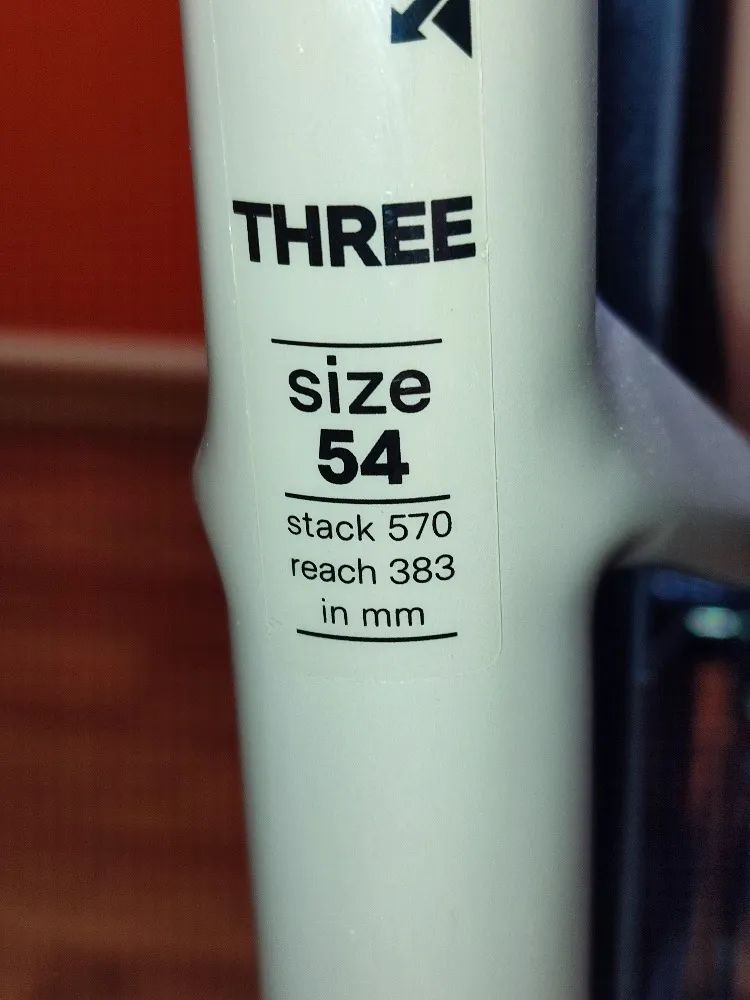 THREE
size
54
stack 570
reach 383
in mm